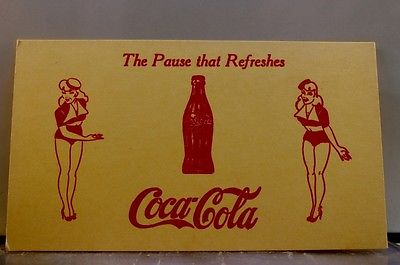 The Pause that Refreshes
Coca-Cola